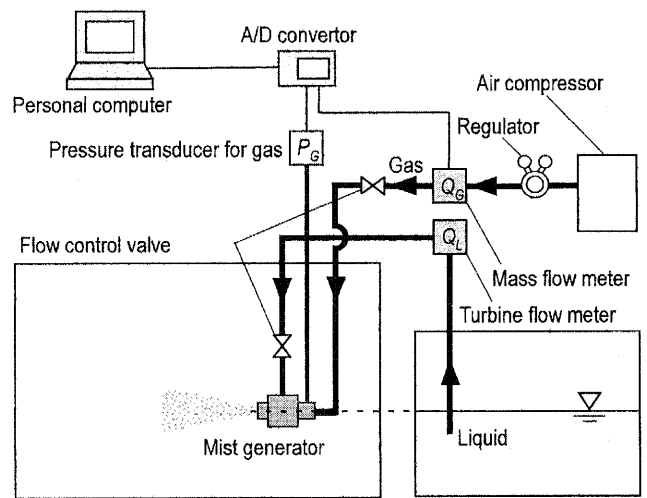 A/D convertor
Personal computer
Air compressor
Regulator
Pressure transducer for gas
P_G
Gas
Q_G
Flow control valve
Q_L
Mass flow meter
Turbine flow meter
Mist generator
Liquid